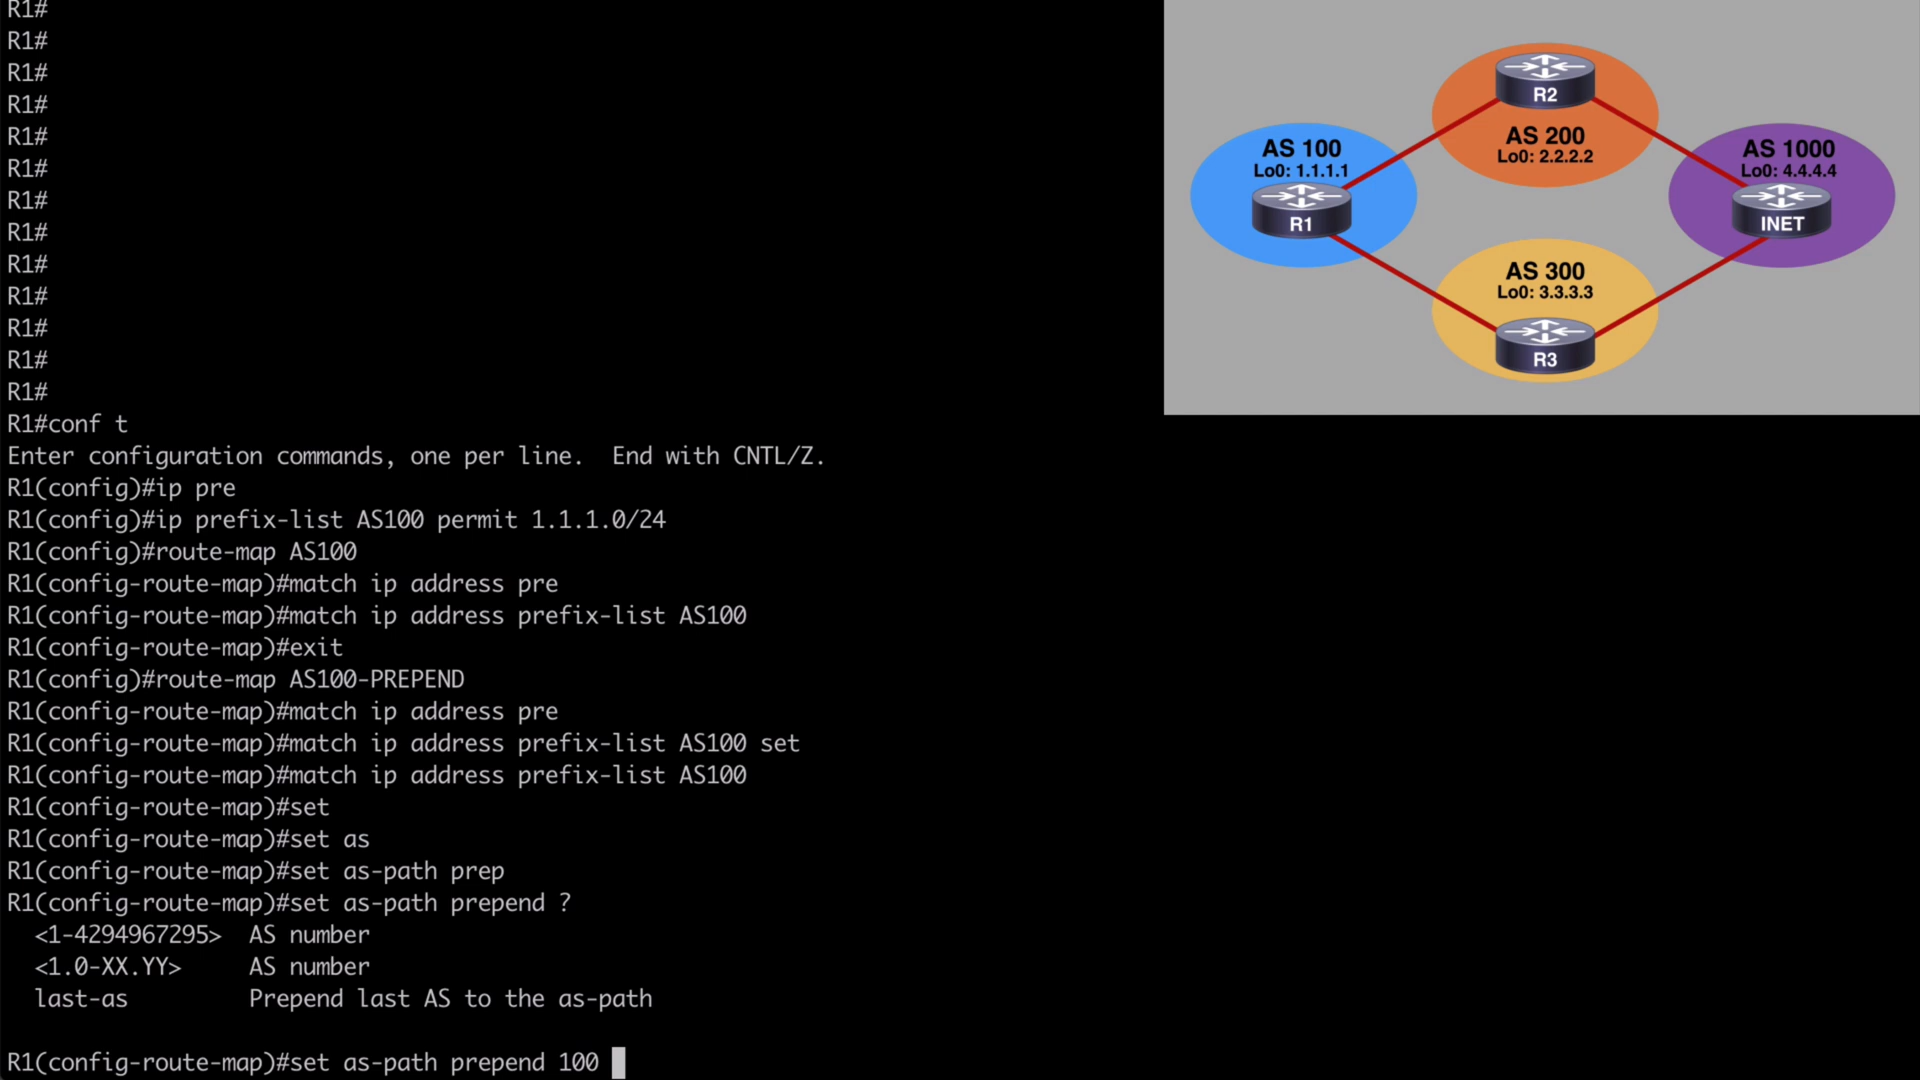 R1#
R1#
R1#
R1#
R1#
R1#
R1#
R1#
R1#
R1#
R1#
R1#
R1#
R1#conf t
Enter configuration commands, one per line.  End with CNTL/Z.
R1(config)#ip pre
R1(config)#ip prefix-list AS100 permit 1.1.1.0/24
R1(config)#route-map AS100
R1(config-route-map)#match ip address pre
R1(config-route-map)#match ip address prefix-list AS100
R1(config-route-map)#exit
R1(config)#route-map AS100-PREPEND
R1(config-route-map)#match ip address pre
R1(config-route-map)#match ip address prefix-list AS100 set
R1(config-route-map)#match ip address prefix-list AS100
R1(config-route-map)#set
R1(config-route-map)#set as
R1(config-route-map)#set as-path prep
R1(config-route-map)#set as-path prepend ?
  <1-4294967295>  AS number
  <1.0-XX.YY>     AS number
  last-as         Prepend last AS to the as-path
R1(config-route-map)#set as-path prepend 100
R2
AS 200
Lo0: 2.2.2.2
AS 100
Lo0: 1.1.1.1
R1
AS 1000
Lo0: 4.4.4.4
INET
AS 300
Lo0: 3.3.3.3
R3